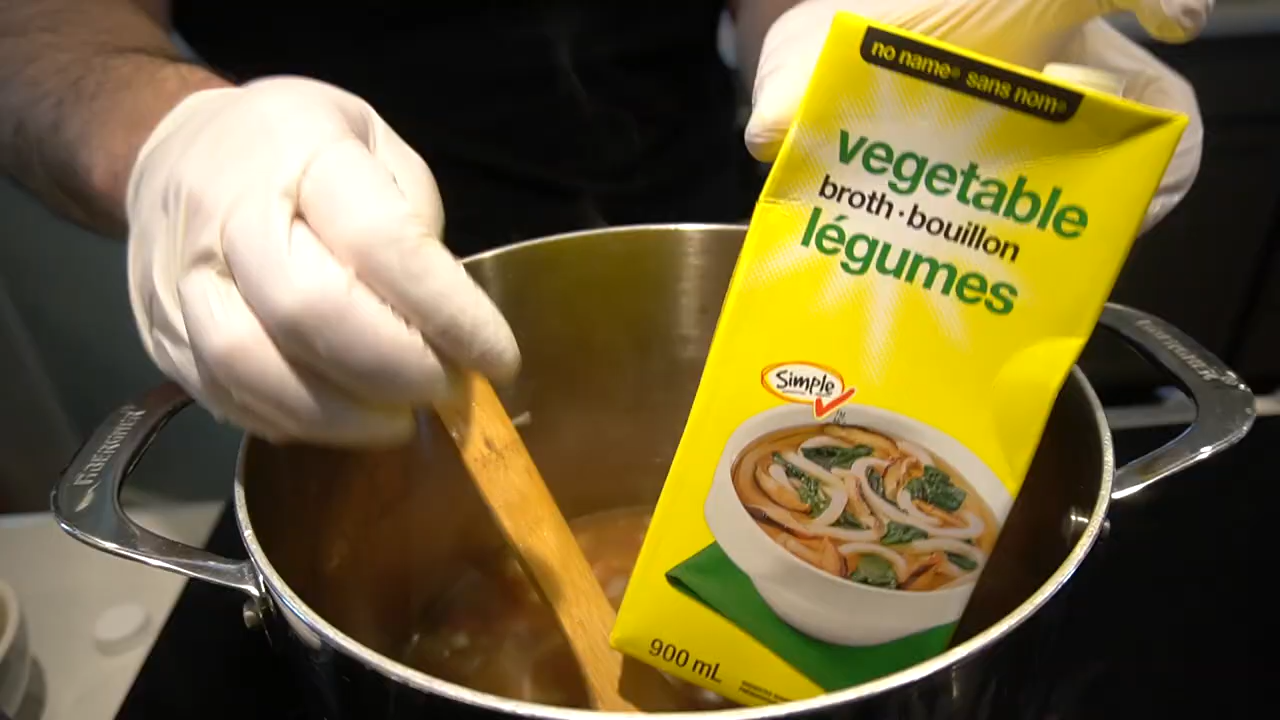 no name® sans nom®
vegetable
broth·bouillon
légumes
Simple
900 mL